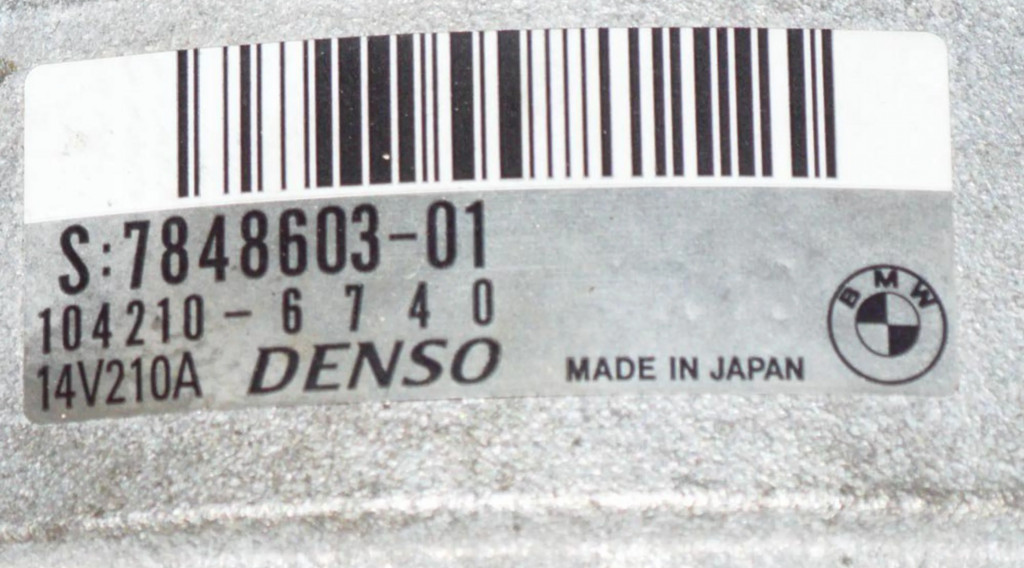 S:7848603-01
104210-6740
14V210A DENSO MADE IN JAPAN
BMW